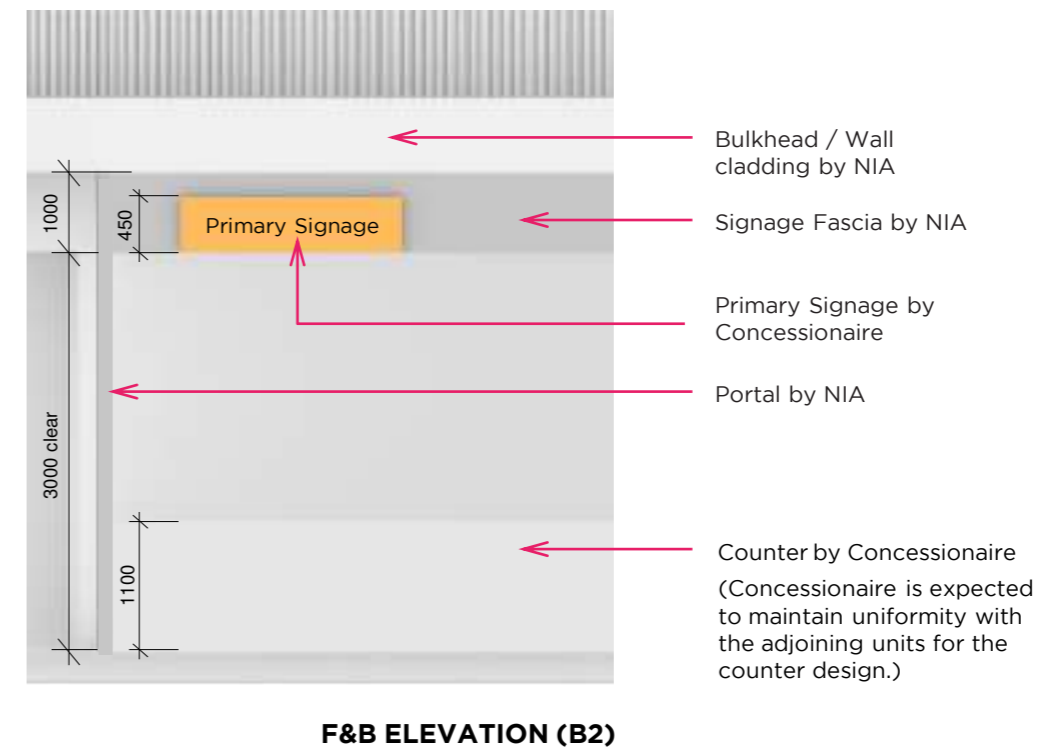 Bulkhead / Wall
cladding by NIA
1000
450
Primary Signage
Signage Fascia by NIA
Primary Signage by
Concessionaire
Portal by NIA
3000 clear
1100
Counter by Concessionaire
(Concessionaire is expected
to maintain uniformity with
the adjoining units for the
counter design.)
F&B ELEVATION (B2)